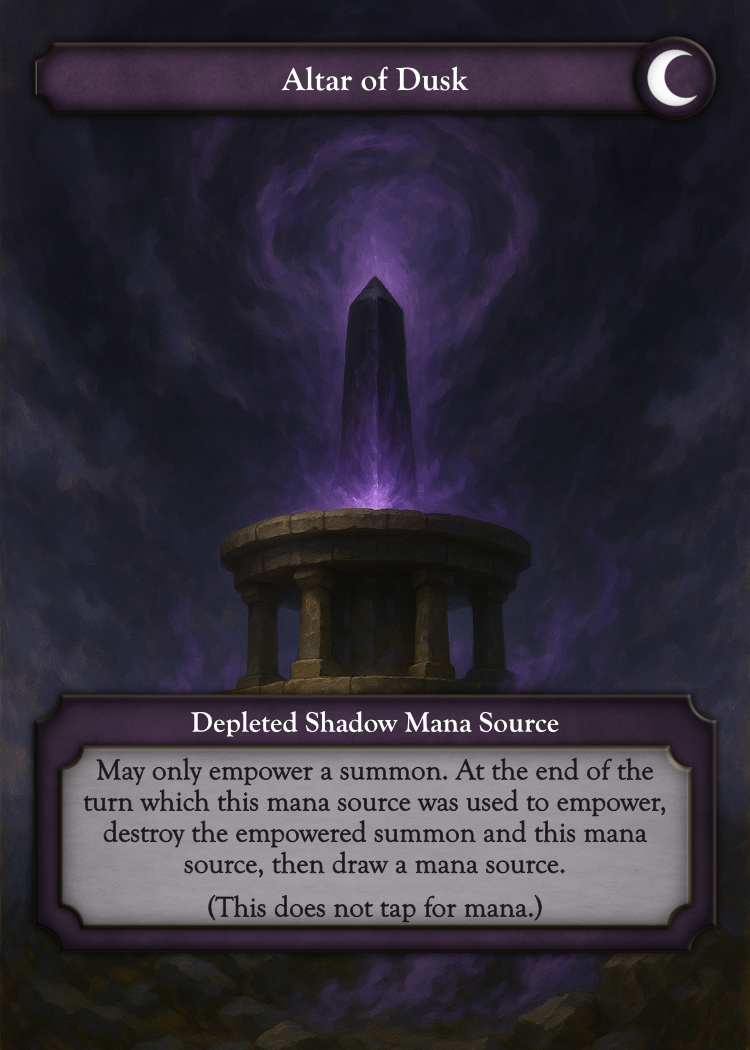 Altar of Dusk
Depleted Shadow Mana Source
May only empower a summon. At the end of the
turn which this mana source was used to empower,
destroy the empowered summon and this mana
source, then draw a mana source.
(This does not tap for mana.)